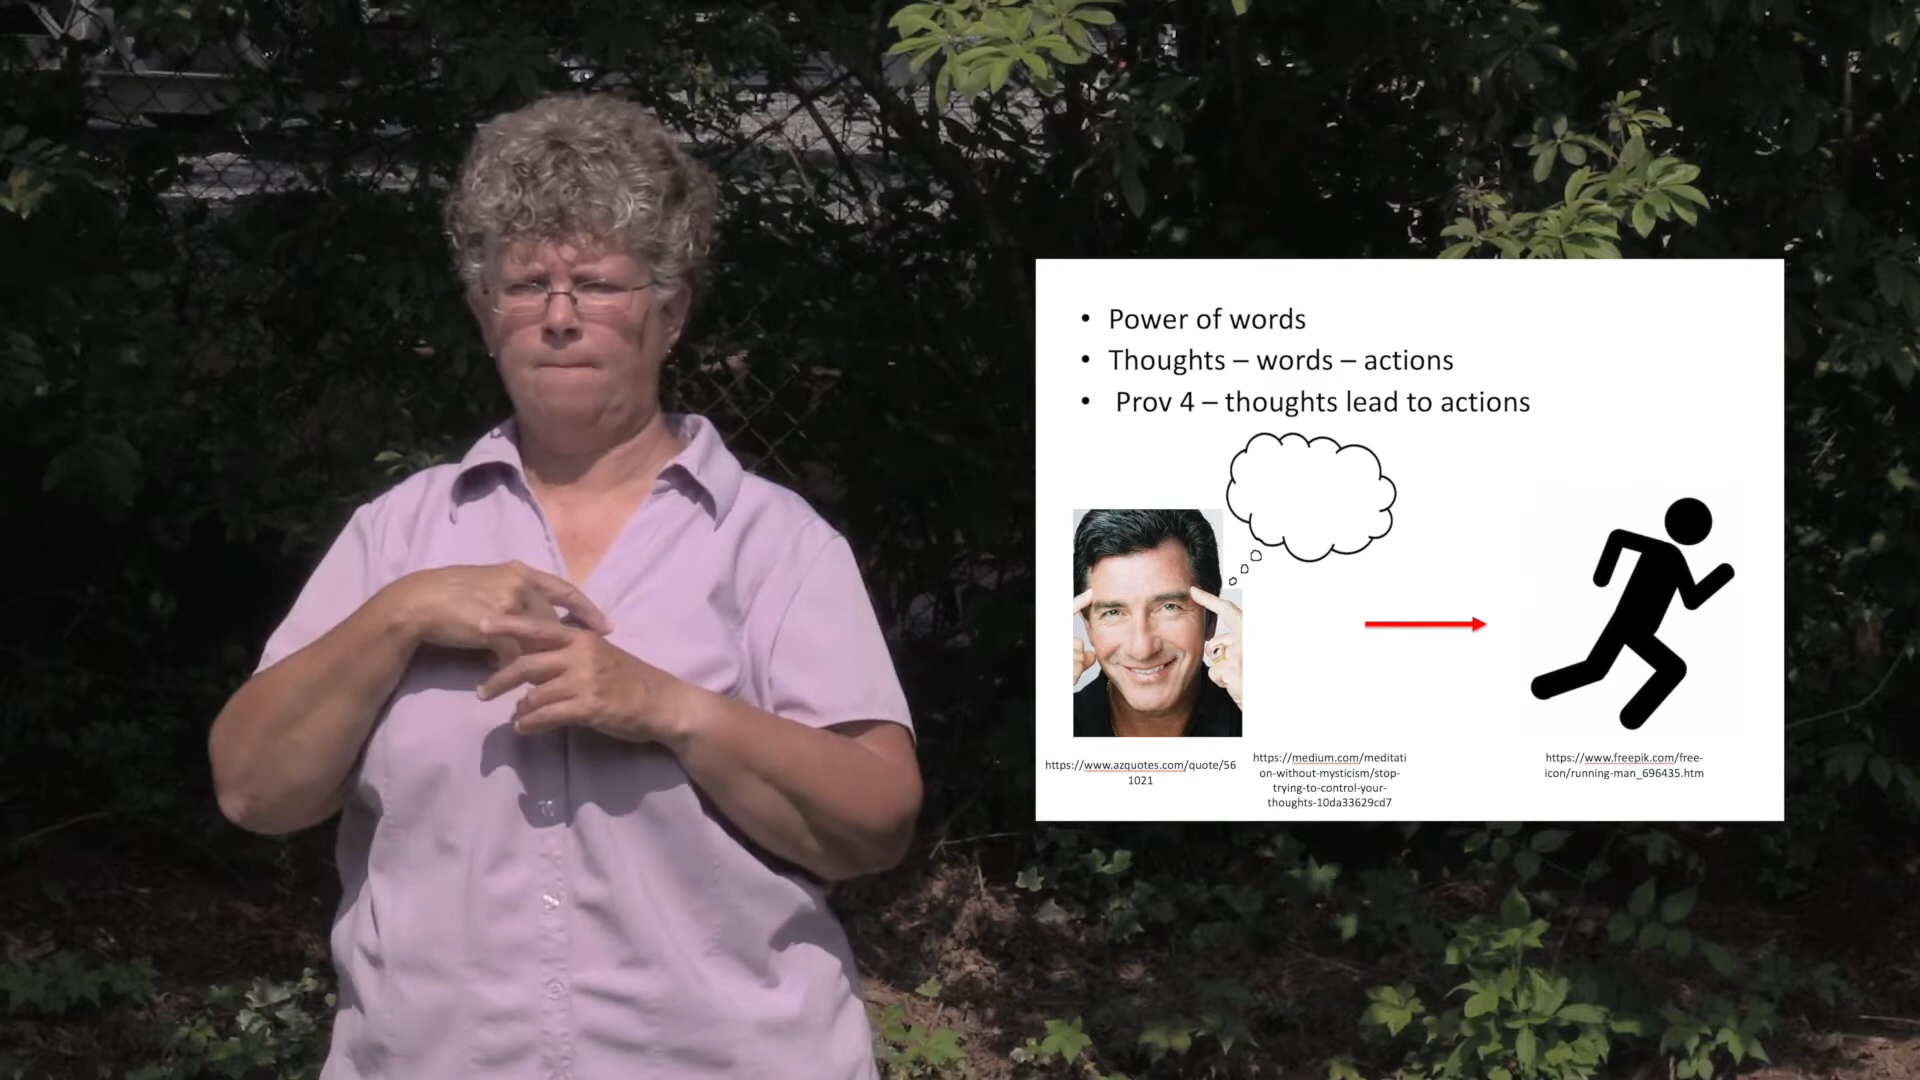 • Power of words
• Thoughts – words – actions
• Prov 4 – thoughts lead to actions
https://www.azquotes.com/quote/56
1021
https://medium.com/meditati
on-without-mysticism/stop-
trying-to-control-your-
thoughts-10da33629cd7
https://www.freepik.com/free-
icon/running-man_696435.htm